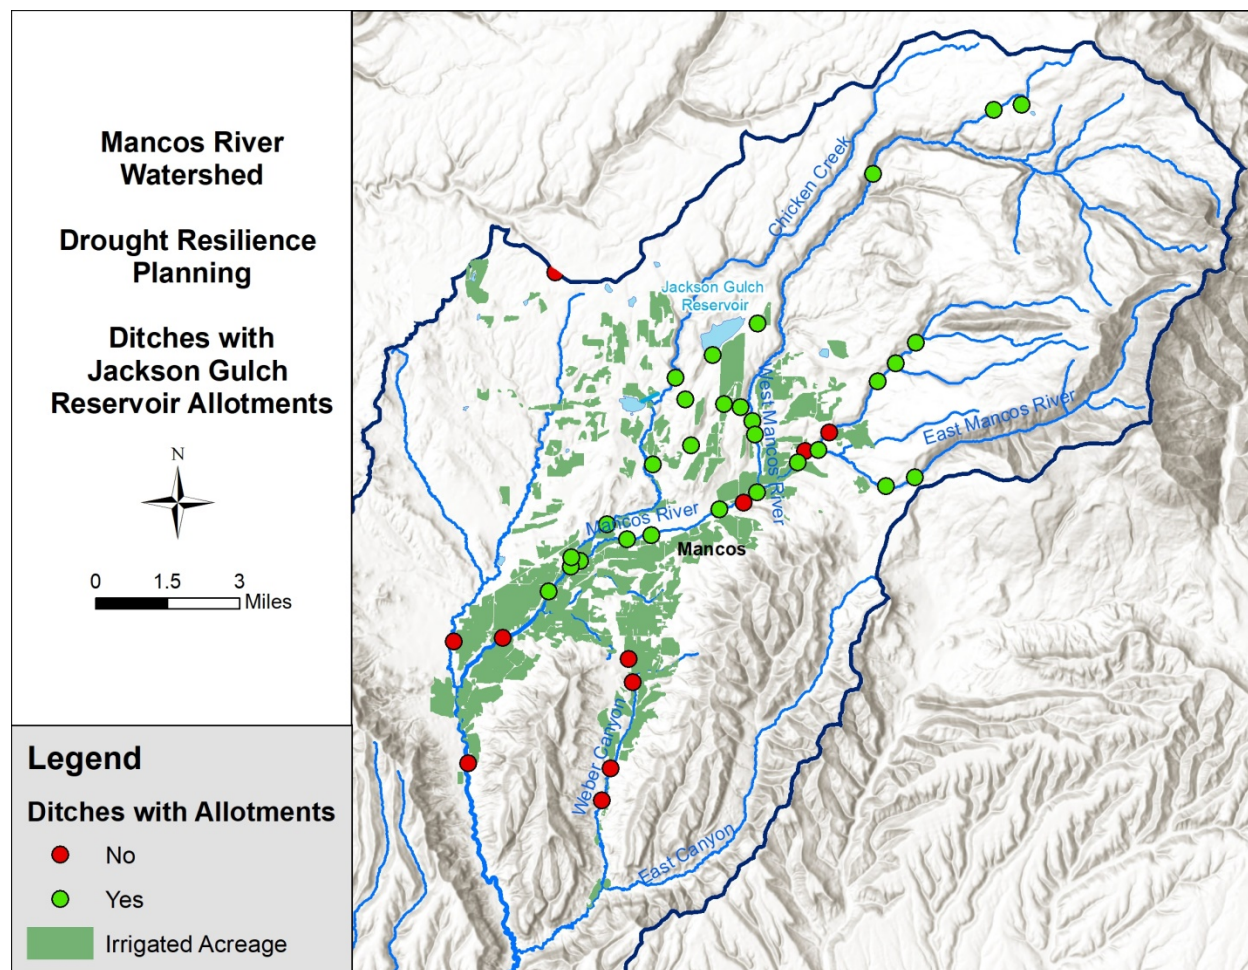 Mancos River
Watershed
Drought Resilience
Planning
Ditches with
Jackson Gulch
Reservoir Allotments
N
0 1.5 3
Miles
Legend
Ditches with Allotments
No
Yes
Irrigated Acreage
Chicken Creek
Jackson Gulch
Reservoir
West Mancos River
East Mancos River
Mancos River
Mancos
Weber Canyon
East Canyon